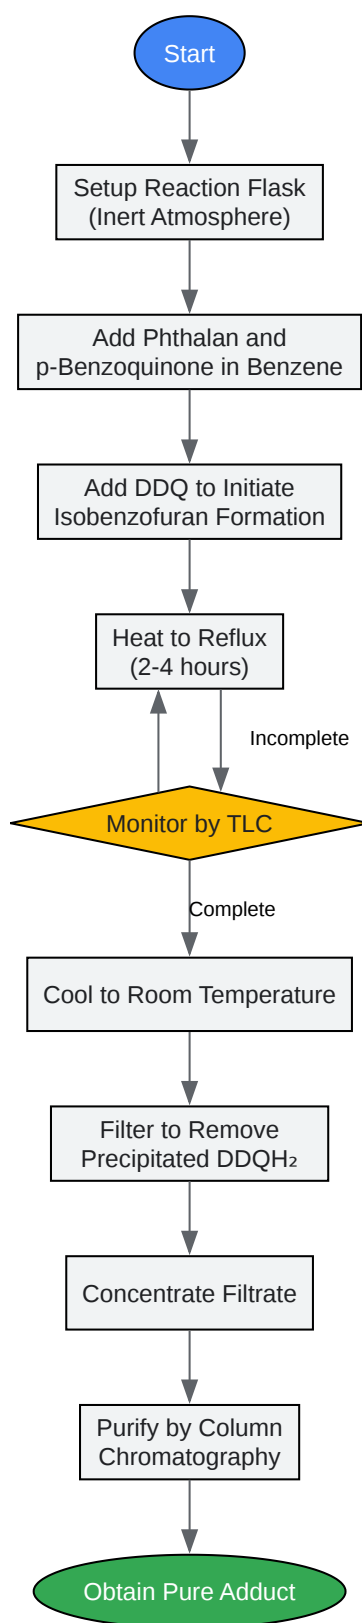 Start
Setup Reaction Flask
(Inert Atmosphere)
Add Phthalan and
p-Benzoquinone in Benzene
Add DDQ to Initiate
Isobenzofuran Formation
Heat to Reflux
(2-4 hours)
Incomplete
Monitor by TLC
Complete
Cool to Room Temperature
Filter to Remove
Precipitated DDQH₂
Concentrate Filtrate
Purify by Column
Chromatography
Obtain Pure Adduct